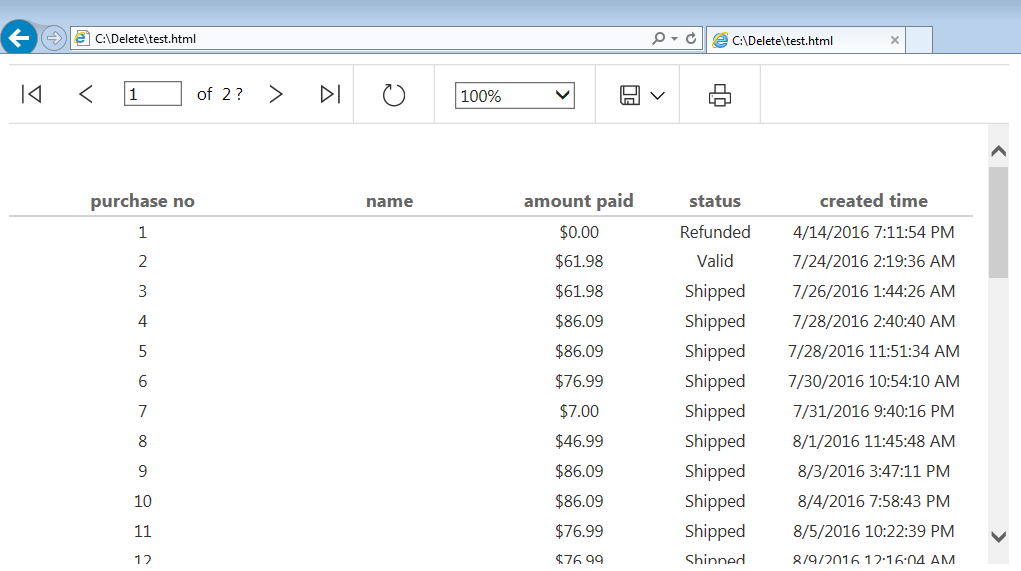 C:\Delete\test.html
C:\Delete\test.html
1 of 2 ? 100%
purchase no name amount paid status created time
1 $0.00 Refunded 4/14/2016 7:11:54 PM
2 $61.98 Valid 7/24/2016 2:19:36 AM
3 $61.98 Shipped 7/26/2016 1:44:26 AM
4 $86.09 Shipped 7/28/2016 2:40:40 AM
5 $86.09 Shipped 7/28/2016 11:51:34 AM
6 $76.99 Shipped 7/30/2016 10:54:10 AM
7 $7.00 Shipped 7/31/2016 9:40:16 PM
8 $46.99 Shipped 8/1/2016 11:45:48 AM
9 $86.09 Shipped 8/3/2016 3:47:11 PM
10 $86.09 Shipped 8/4/2016 7:58:43 PM
11 $76.99 Shipped 8/5/2016 10:22:39 PM
12 $76.99 Shipped 8/9/2016 12:16:04 AM